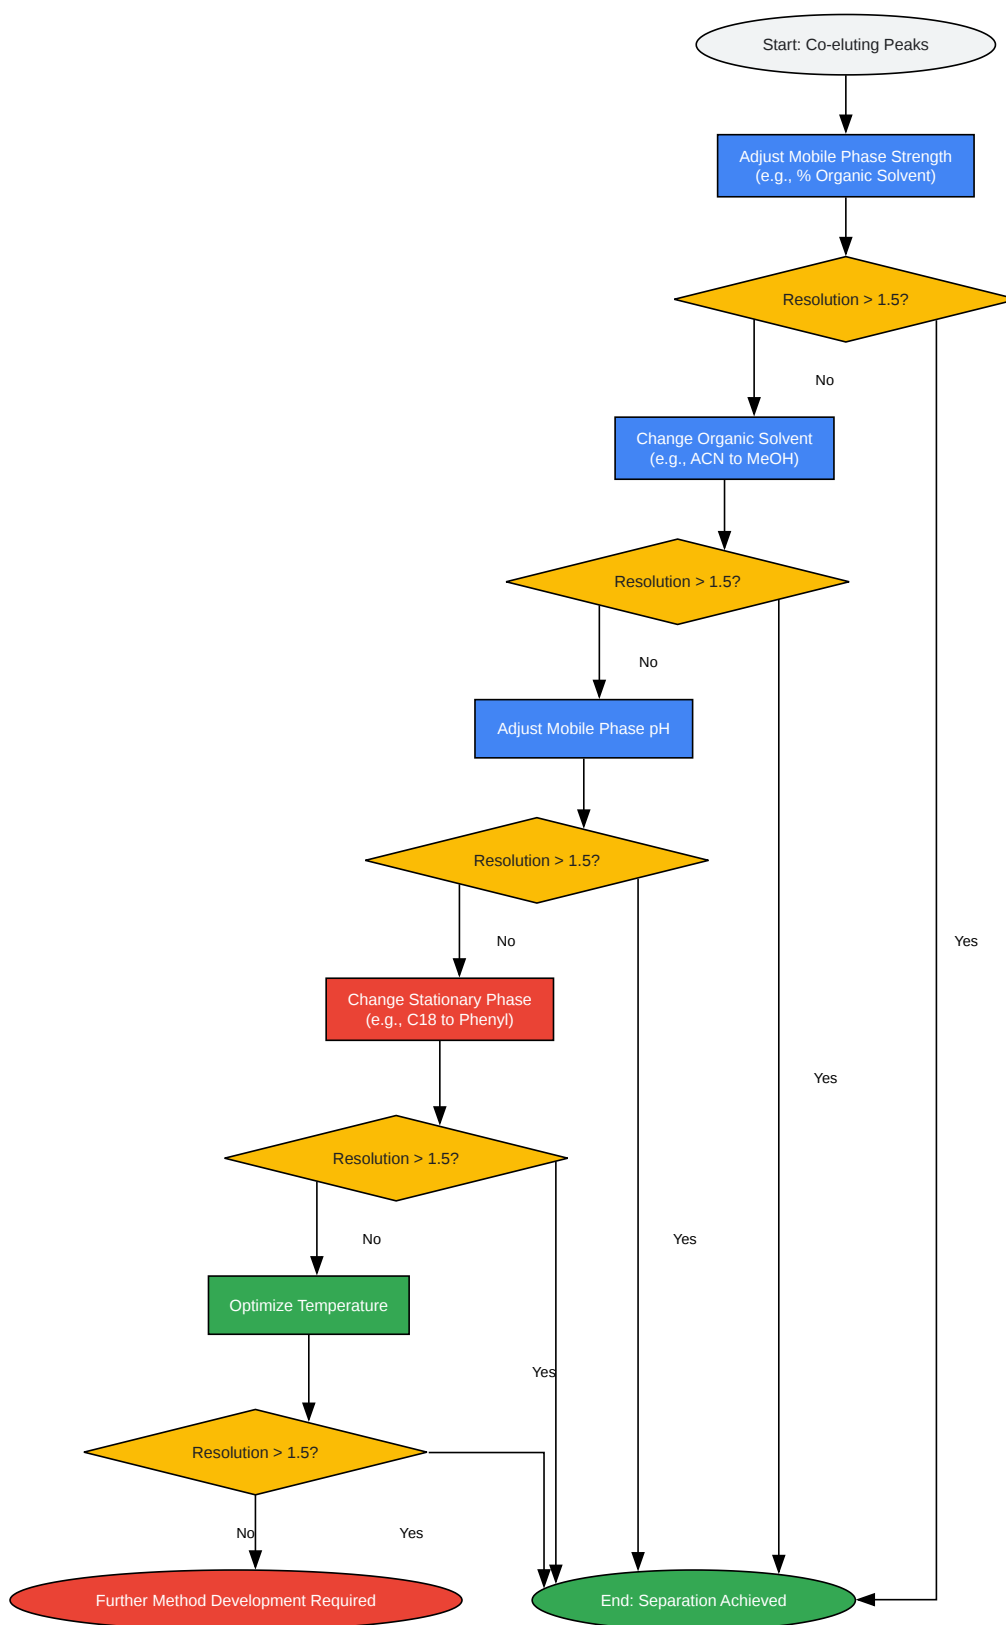 Start: Co-eluting Peaks
Adjust Mobile Phase Strength
(e.g., % Organic Solvent)
Resolution > 1.5?
No
Change Organic Solvent
(e.g., ACN to MeOH)
Resolution > 1.5?
No
Adjust Mobile Phase pH
Resolution > 1.5?
No
Yes
Change Stationary Phase
(e.g., C18 to Phenyl)
Yes
Resolution > 1.5?
No
Yes
Optimize Temperature
Yes
Resolution > 1.5?
No
Yes
Further Method Development Required
End: Separation Achieved